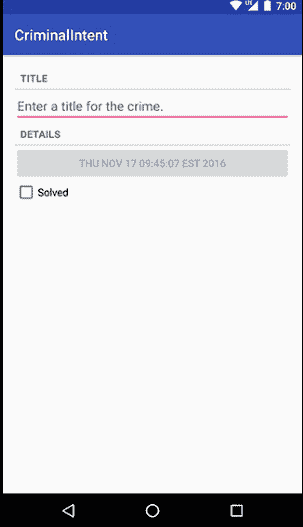 7:00
CriminalIntent
TITLE
Enter a title for the crime.
DETAILS
THU NOV 17 09:45:07 EST 2016
Solved